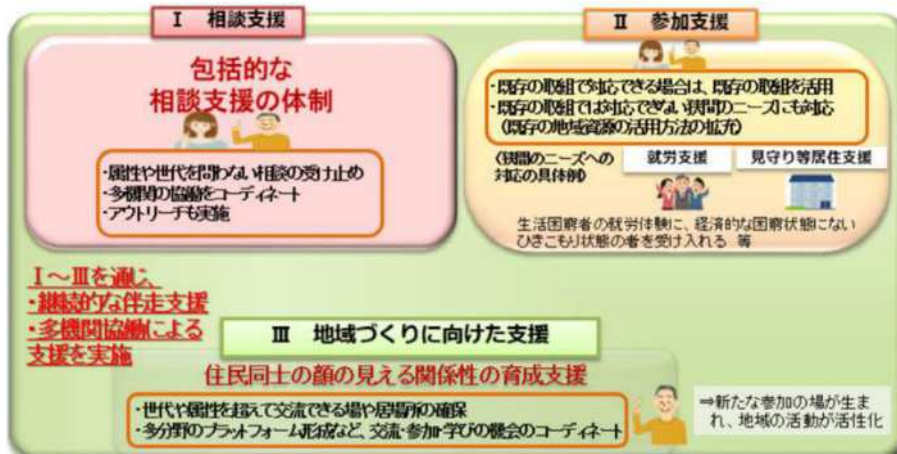 Ⅰ 相談支援
包括的な
相談支援の体制
・属性や世代を問わない相談の受け止め
・多機関の協働をコーディネート
・アウトリーチも実施
Ⅱ 参加支援
・既存の取組で対応できる場合は、既存の取組を活用
・既存の取組では対応できない狭間のニーズにも対応
（既存の地域資源の活用方法の拡充）
（狭間のニーズへの
対応の具体例）
就労支援
見守り等居住支援
生活困窮者の就労体験に、経済的な困窮状態にない
ひきこもり状態の者を受け入れる 等
Ⅰ～Ⅲを通じ、
・継続的な伴走支援
・多機関協働による
支援を実施
Ⅲ 地域づくりに向けた支援
住民同士の顔の見える関係性の育成支援
・世代や属性を超えて交流できる場や居場所の確保
・多分野のプラットフォーム形成など、交流・参加・学びの機会のコーディネート
⇒新たな参加の場が生ま
れ、地域の活動が活性化